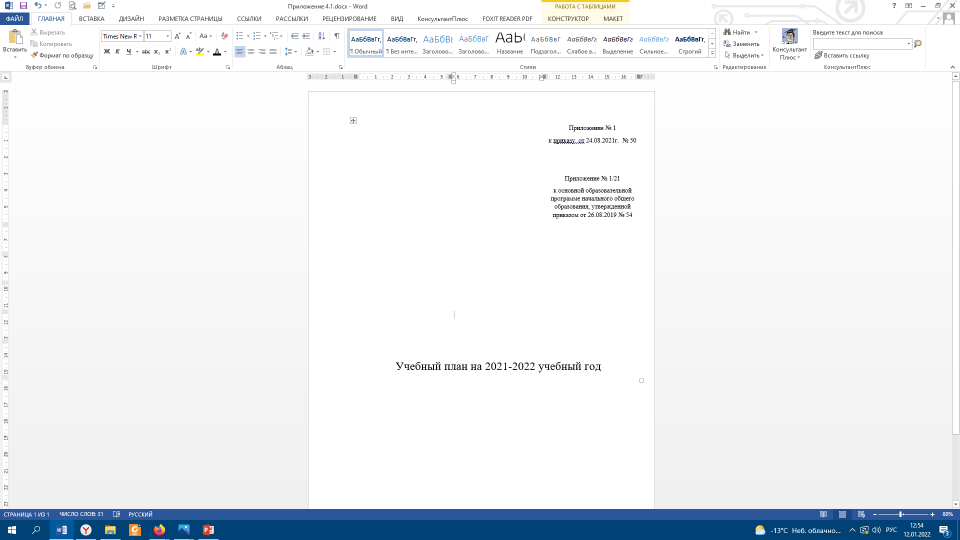 Приложение 4.1.docx - Word
РАБОТА С ТАБЛИЦАМИ
ФАЙЛ ГЛАВНАЯ ВСТАВКА ДИЗАЙН РАЗМЕТКА СТРАНИЦЫ ССЫЛКИ РАССЫЛКИ РЕЦЕНЗИРОВАНИЕ ВИД КонсультантПлюс FOXIT READER PDF КОНСТРУКТОР МАКЕТ
Вставить
Вырезать
Копировать
Формат по образцу
Буфер обмена
Times New R 11
Ж К Ч abc x₂ x²
Шрифт
Абзац
АаБбВвГг, АаБбВвГг, АаБбВі АаБбВвГ АаБі АаБбВвГ АаБбВвГг АаБбВвГг АаБбВвГг АаБбВвГг,
¶ Обычный ¶ Без инте... Заголово... Заголово... Название Подзагол... Слабое в... Выделение Сильное... Строгий
Стили
Найти
Заменить
Выделить
Редактирование
Консультант
Плюс
Введите текст для поиска:
Вставить ссылку
КонсультантПлюс
Приложение № 1
к приказу от 24.08.2021г. № 50
Приложение № 1/21
к основной образовательной
программе начального общего
образования, утвержденной
приказом от 26.08.2019 № 54
Учебный план на 2021-2022 учебный год
СТРАНИЦА 1 ИЗ 1 ЧИСЛО СЛОВ: 31 РУССКИЙ
88%
-13°C Неб. облачно... РУС
12:54
12.01.2022